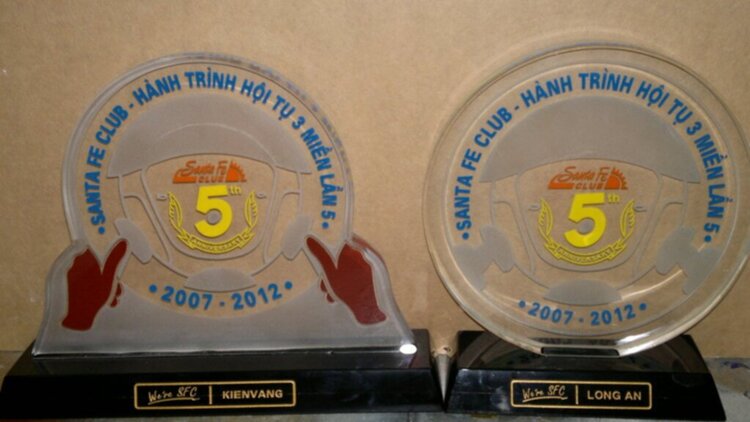 SANTA FE CLUB - HÀNH TRÌNH HỘI TỤ 3 MIỀN LẦN 5
Santa Fe
CLUB
5th
ANNIVERSARY
2007 - 2012
We're SFC
KIENVANG
SANTA FE CLUB - HÀNH TRÌNH HỘI TỤ 3 MIỀN LẦN 5
Santa Fe
CLUB
5th
ANNIVERSARY
2007 - 2012
We're SFC
LONG AN